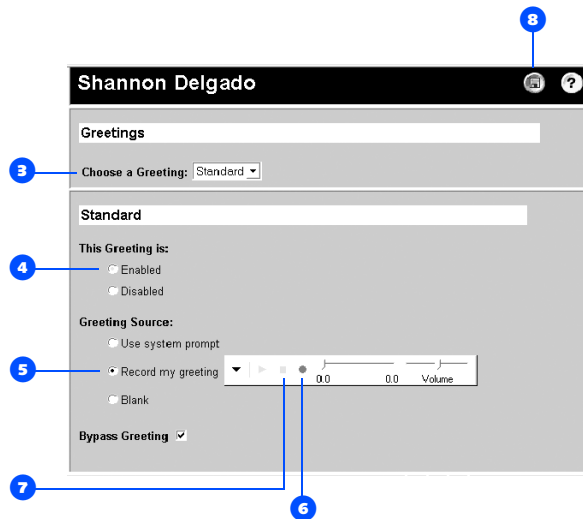 8
Shannon Delgado
?
Greetings
3
Choose a Greeting: Standard
Standard
This Greeting is:
4
Enabled
Disabled
Greeting Source:
Use system prompt
5
Record my greeting
0.0 0.0 Volume
Blank
Bypass Greeting
7
6